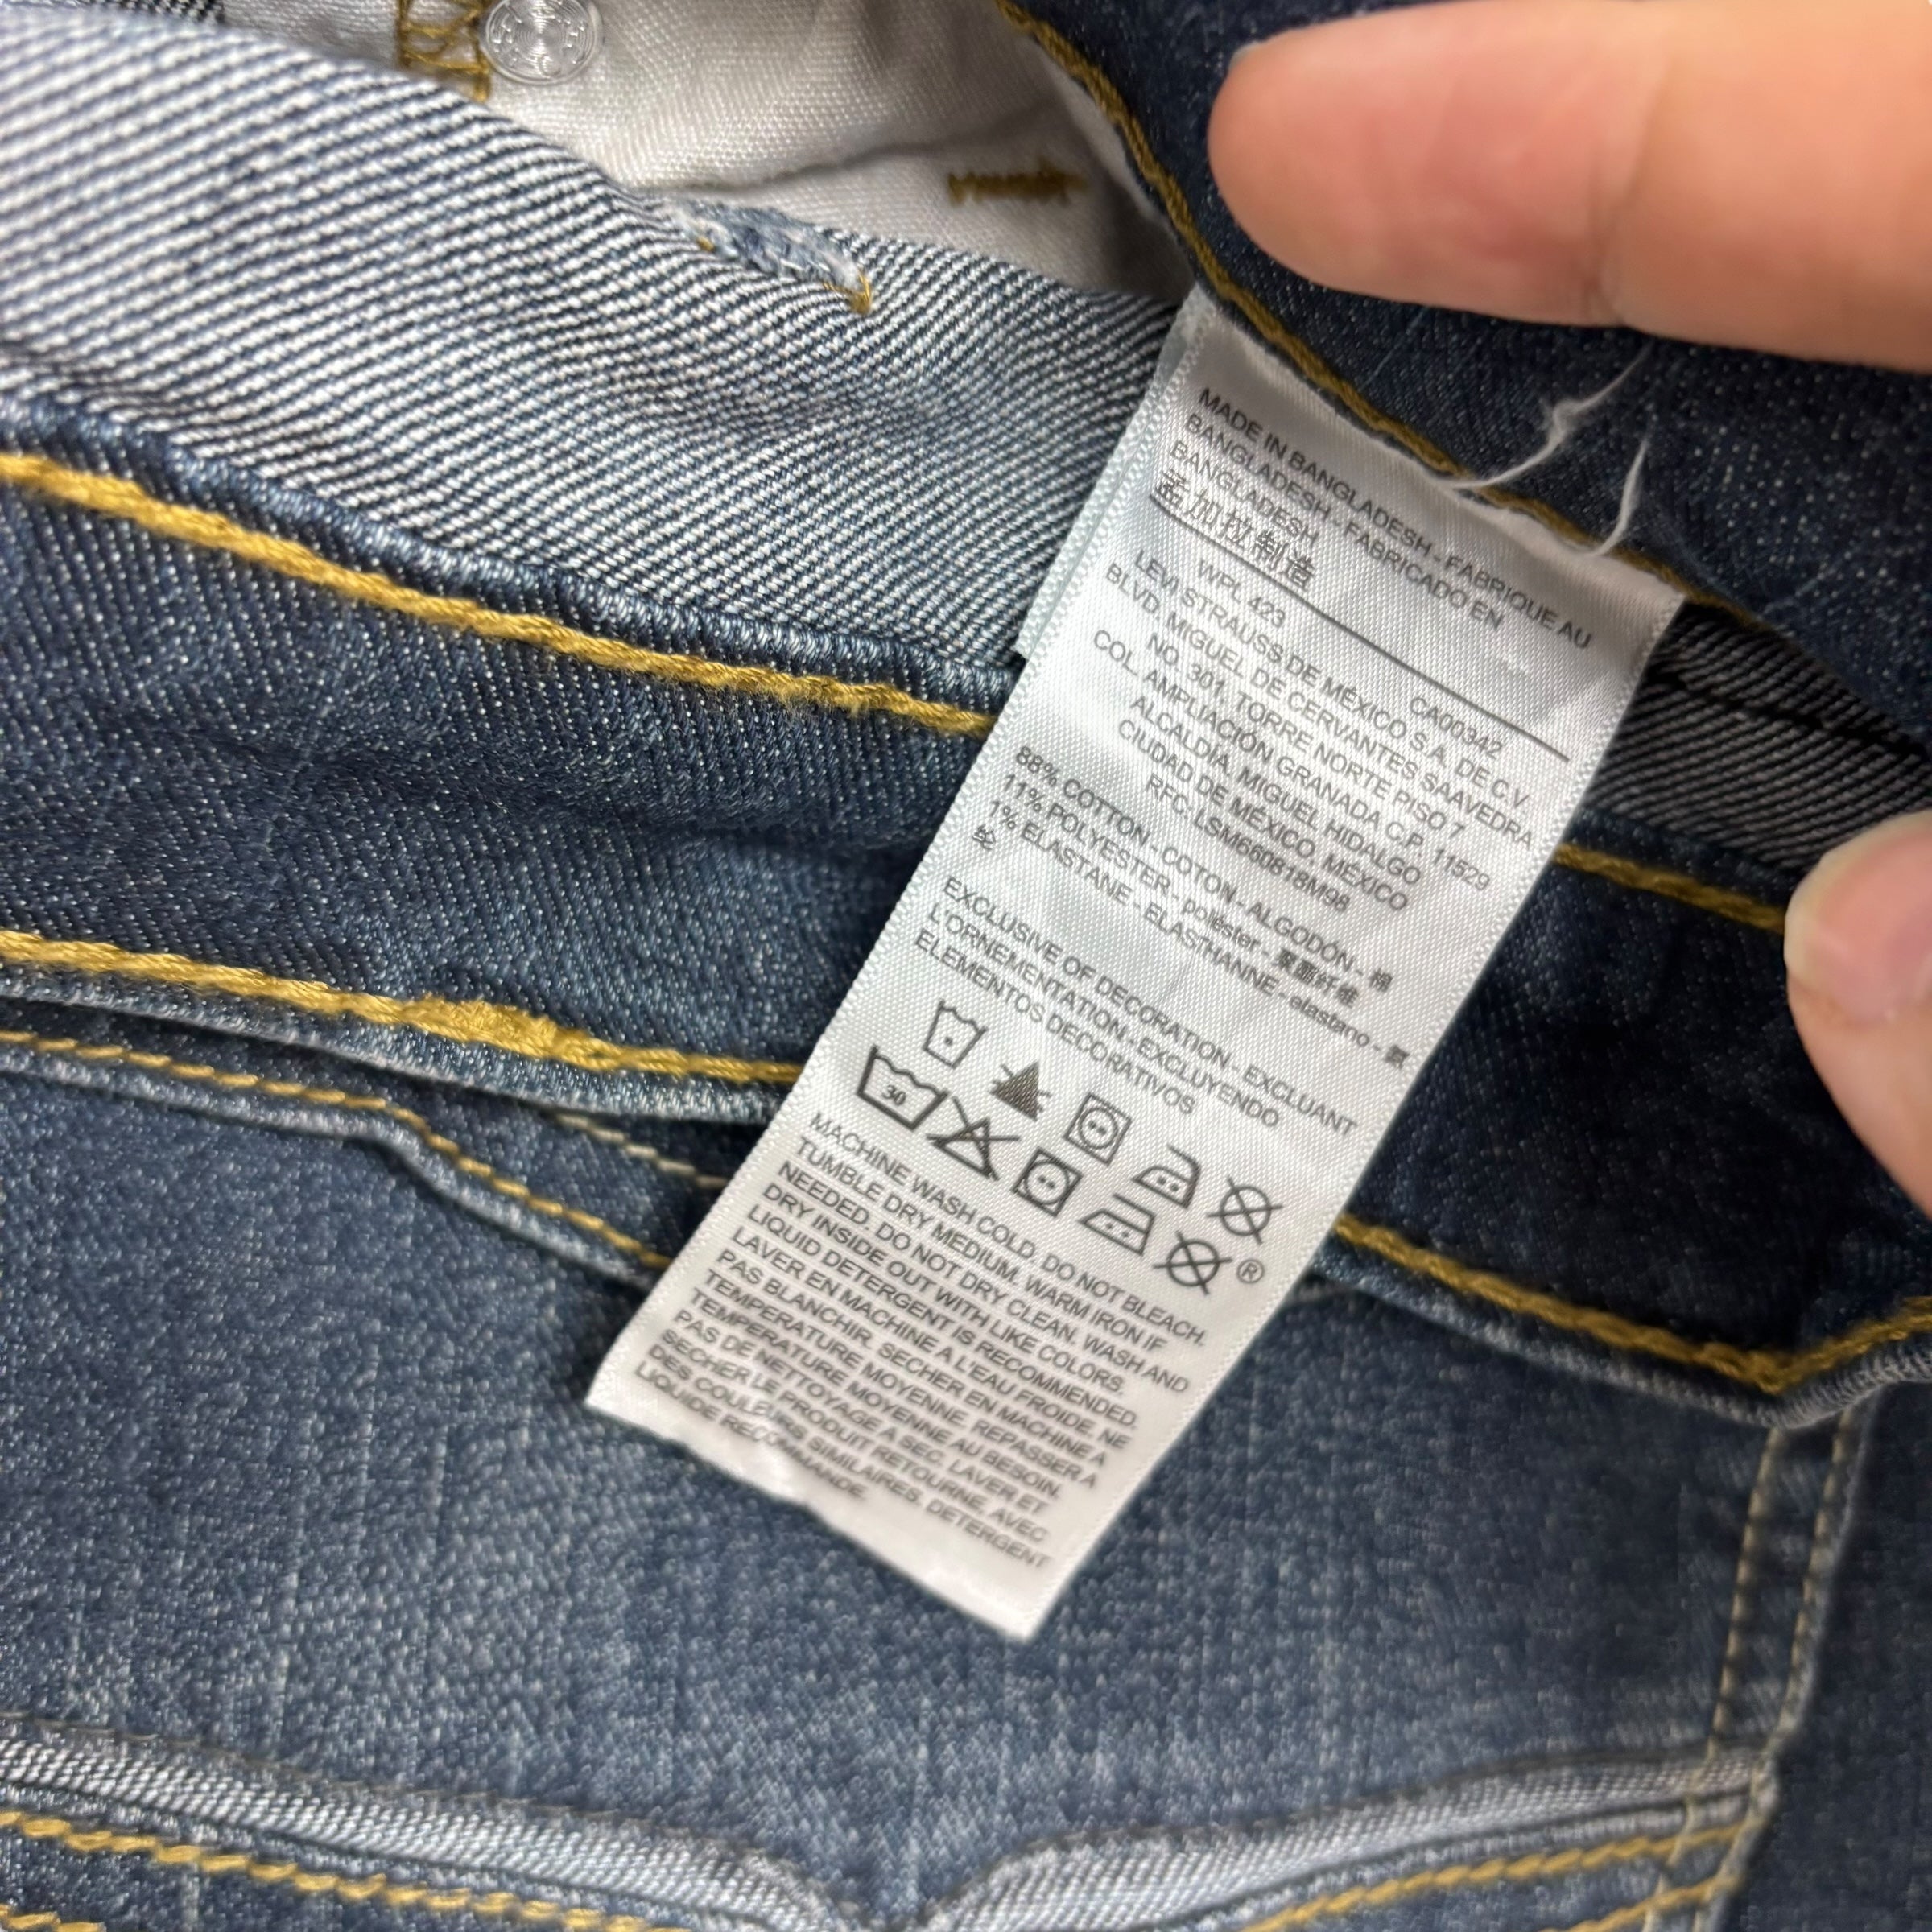 MADE IN BANGLADESH - FABRIQUE AU
BANGLADESH - FABRICADO EN
BANGLADESH
孟加拉制造
WPL 423 CA00342
LEVI STRAUSS DE MÉXICO S.A. DE C.V.
BLVD. MIGUEL DE CERVANTES SAAVEDRA
NO. 301, TORRE NORTE PISO 7
COL. AMPLIACIÓN GRANADA C.P. 11529
ALCALDÍA, MIGUEL HIDALGO
CIUDAD DE MÉXICO, MÉXICO
RFC: LSM660818M98
88% COTTON - COTON - ALGODÓN - 棉
11% POLYESTER - poliéster - 聚酯纤维
1% ELASTANE - ELASTHANNE - elastano - 氨
纶
EXCLUSIVE OF DECORATION - EXCLUANT
L'ORNEMENTATION - EXCLUYENDO
ELEMENTOS DECORATIVOS
30
®
MACHINE WASH COLD. DO NOT BLEACH.
TUMBLE DRY MEDIUM. WARM IRON IF
NEEDED. DO NOT DRY CLEAN. WASH AND
DRY INSIDE OUT WITH LIKE COLORS.
LIQUID DETERGENT IS RECOMMENDED.
LAVER EN MACHINE A L'EAU FROIDE. NE
PAS BLANCHIR. SECHER EN MACHINE A
TEMPERATURE MOYENNE. REPASSER A
TEMPERATURE MOYENNE AU BESOIN.
PAS DE NETTOYAGE A SEC. LAVER ET
SECHER LE PRODUIT RETOURNE, AVEC
DES COULEURS SIMILAIRES. DETERGENT
LIQUIDE RECOMMANDE.